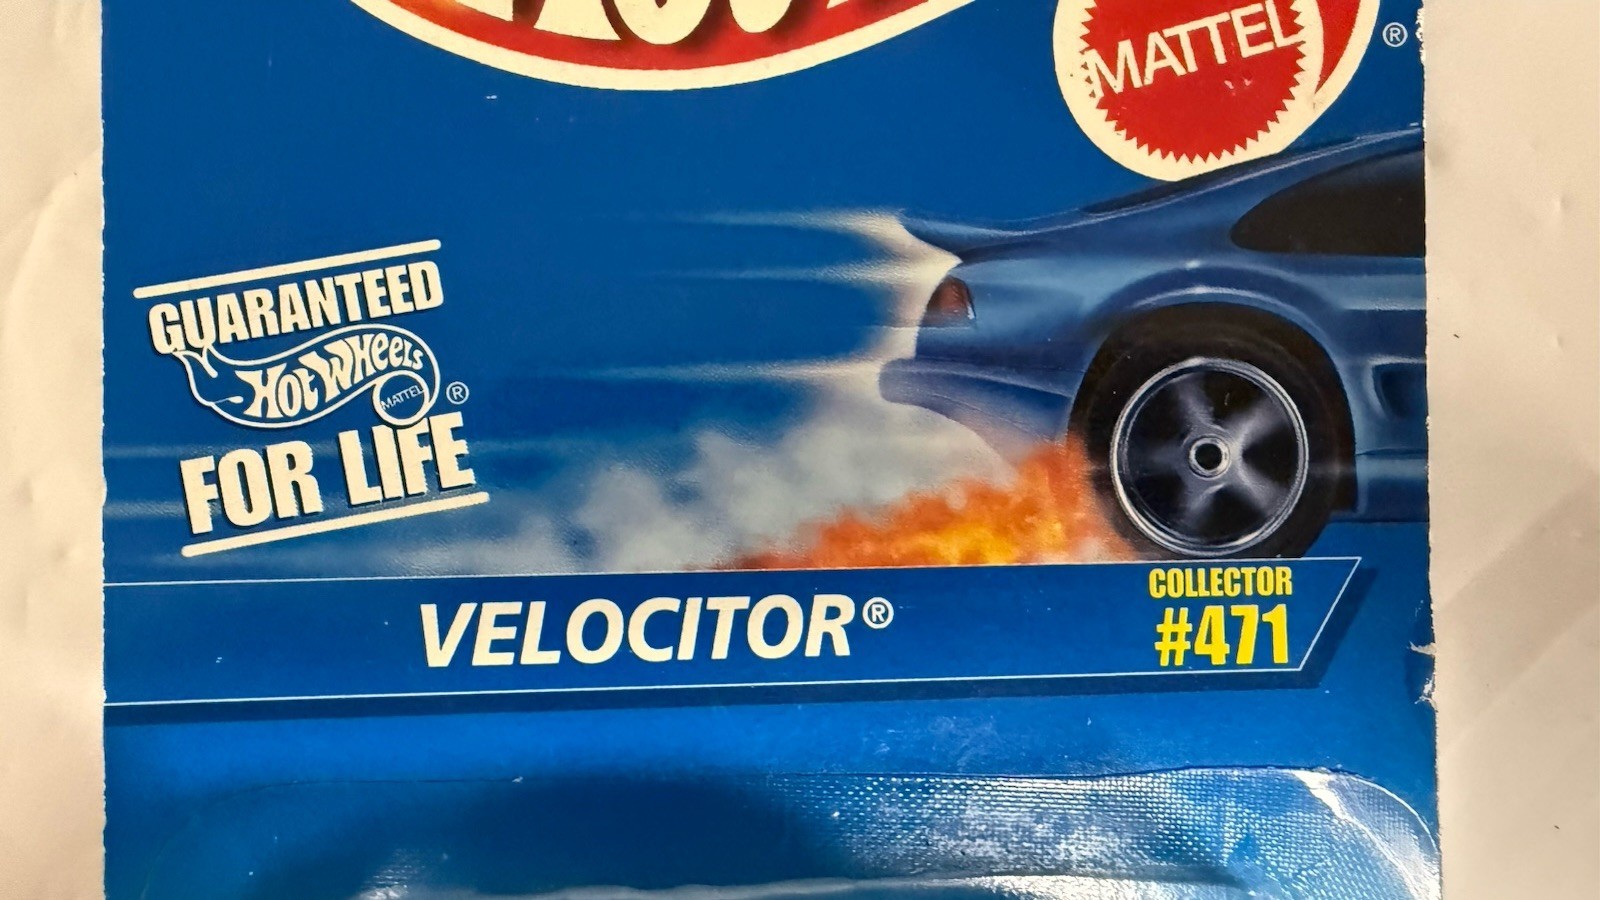 MATTEL
®
GUARANTEED
HOT WHEELS
MATTEL ®
FOR LIFE
VELOCITOR®
COLLECTOR
#471